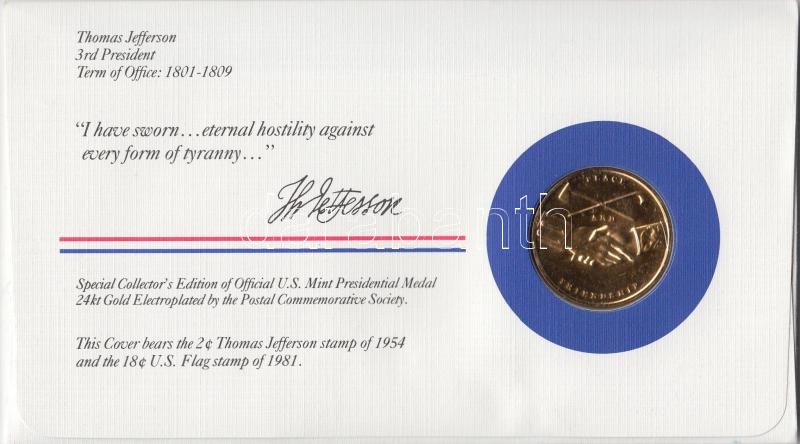 Thomas Jefferson
3rd President
Term of Office: 1801-1809
“I have sworn…eternal hostility against
every form of tyranny…”
Th Jefferson
darabanth
Special Collector's Edition of Official U.S. Mint Presidential Medal
24kt Gold Electroplated by the Postal Commemorative Society.
This Cover bears the 2¢ Thomas Jefferson stamp of 1954
and the 18¢ U.S. Flag stamp of 1981.
PEACE
AND
FRIENDSHIP